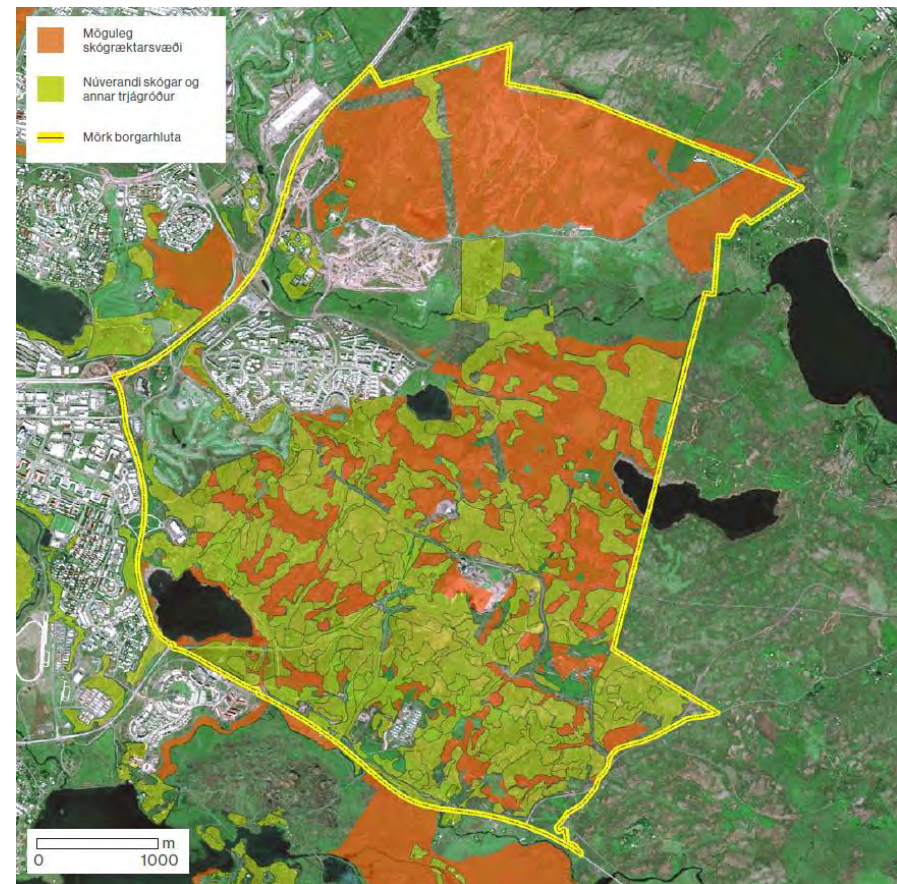 Möguleg
skógræktarsvæði
Núverandi skógar og
annar trjágróður
Mörk borgarhluta
m
0 1000